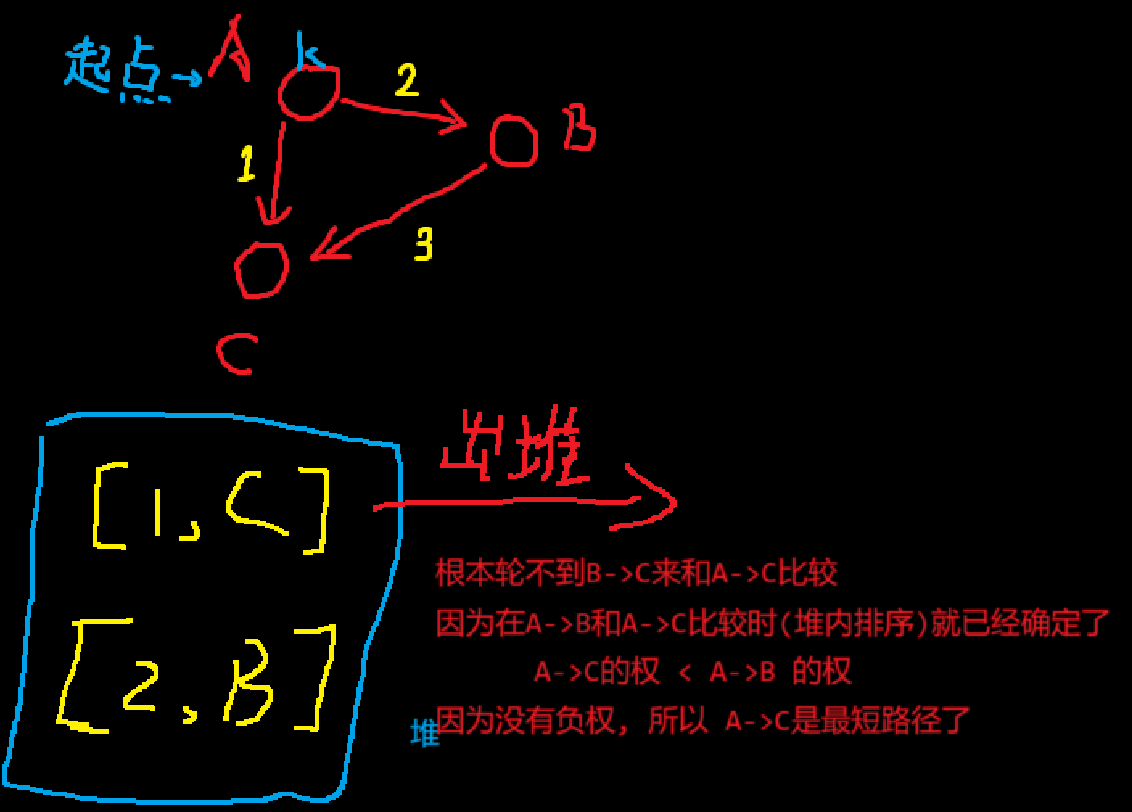 起点→ A K
2
B
1
3
C
[1,C]
出堆
[2,B]
根本轮不到B->C来和A->C比较
因为在A->B和A->C比较时(堆内排序)就已经确定了
A->C的权 < A->B 的权
因为没有负权, 所以 A->C是最短路径了
堆